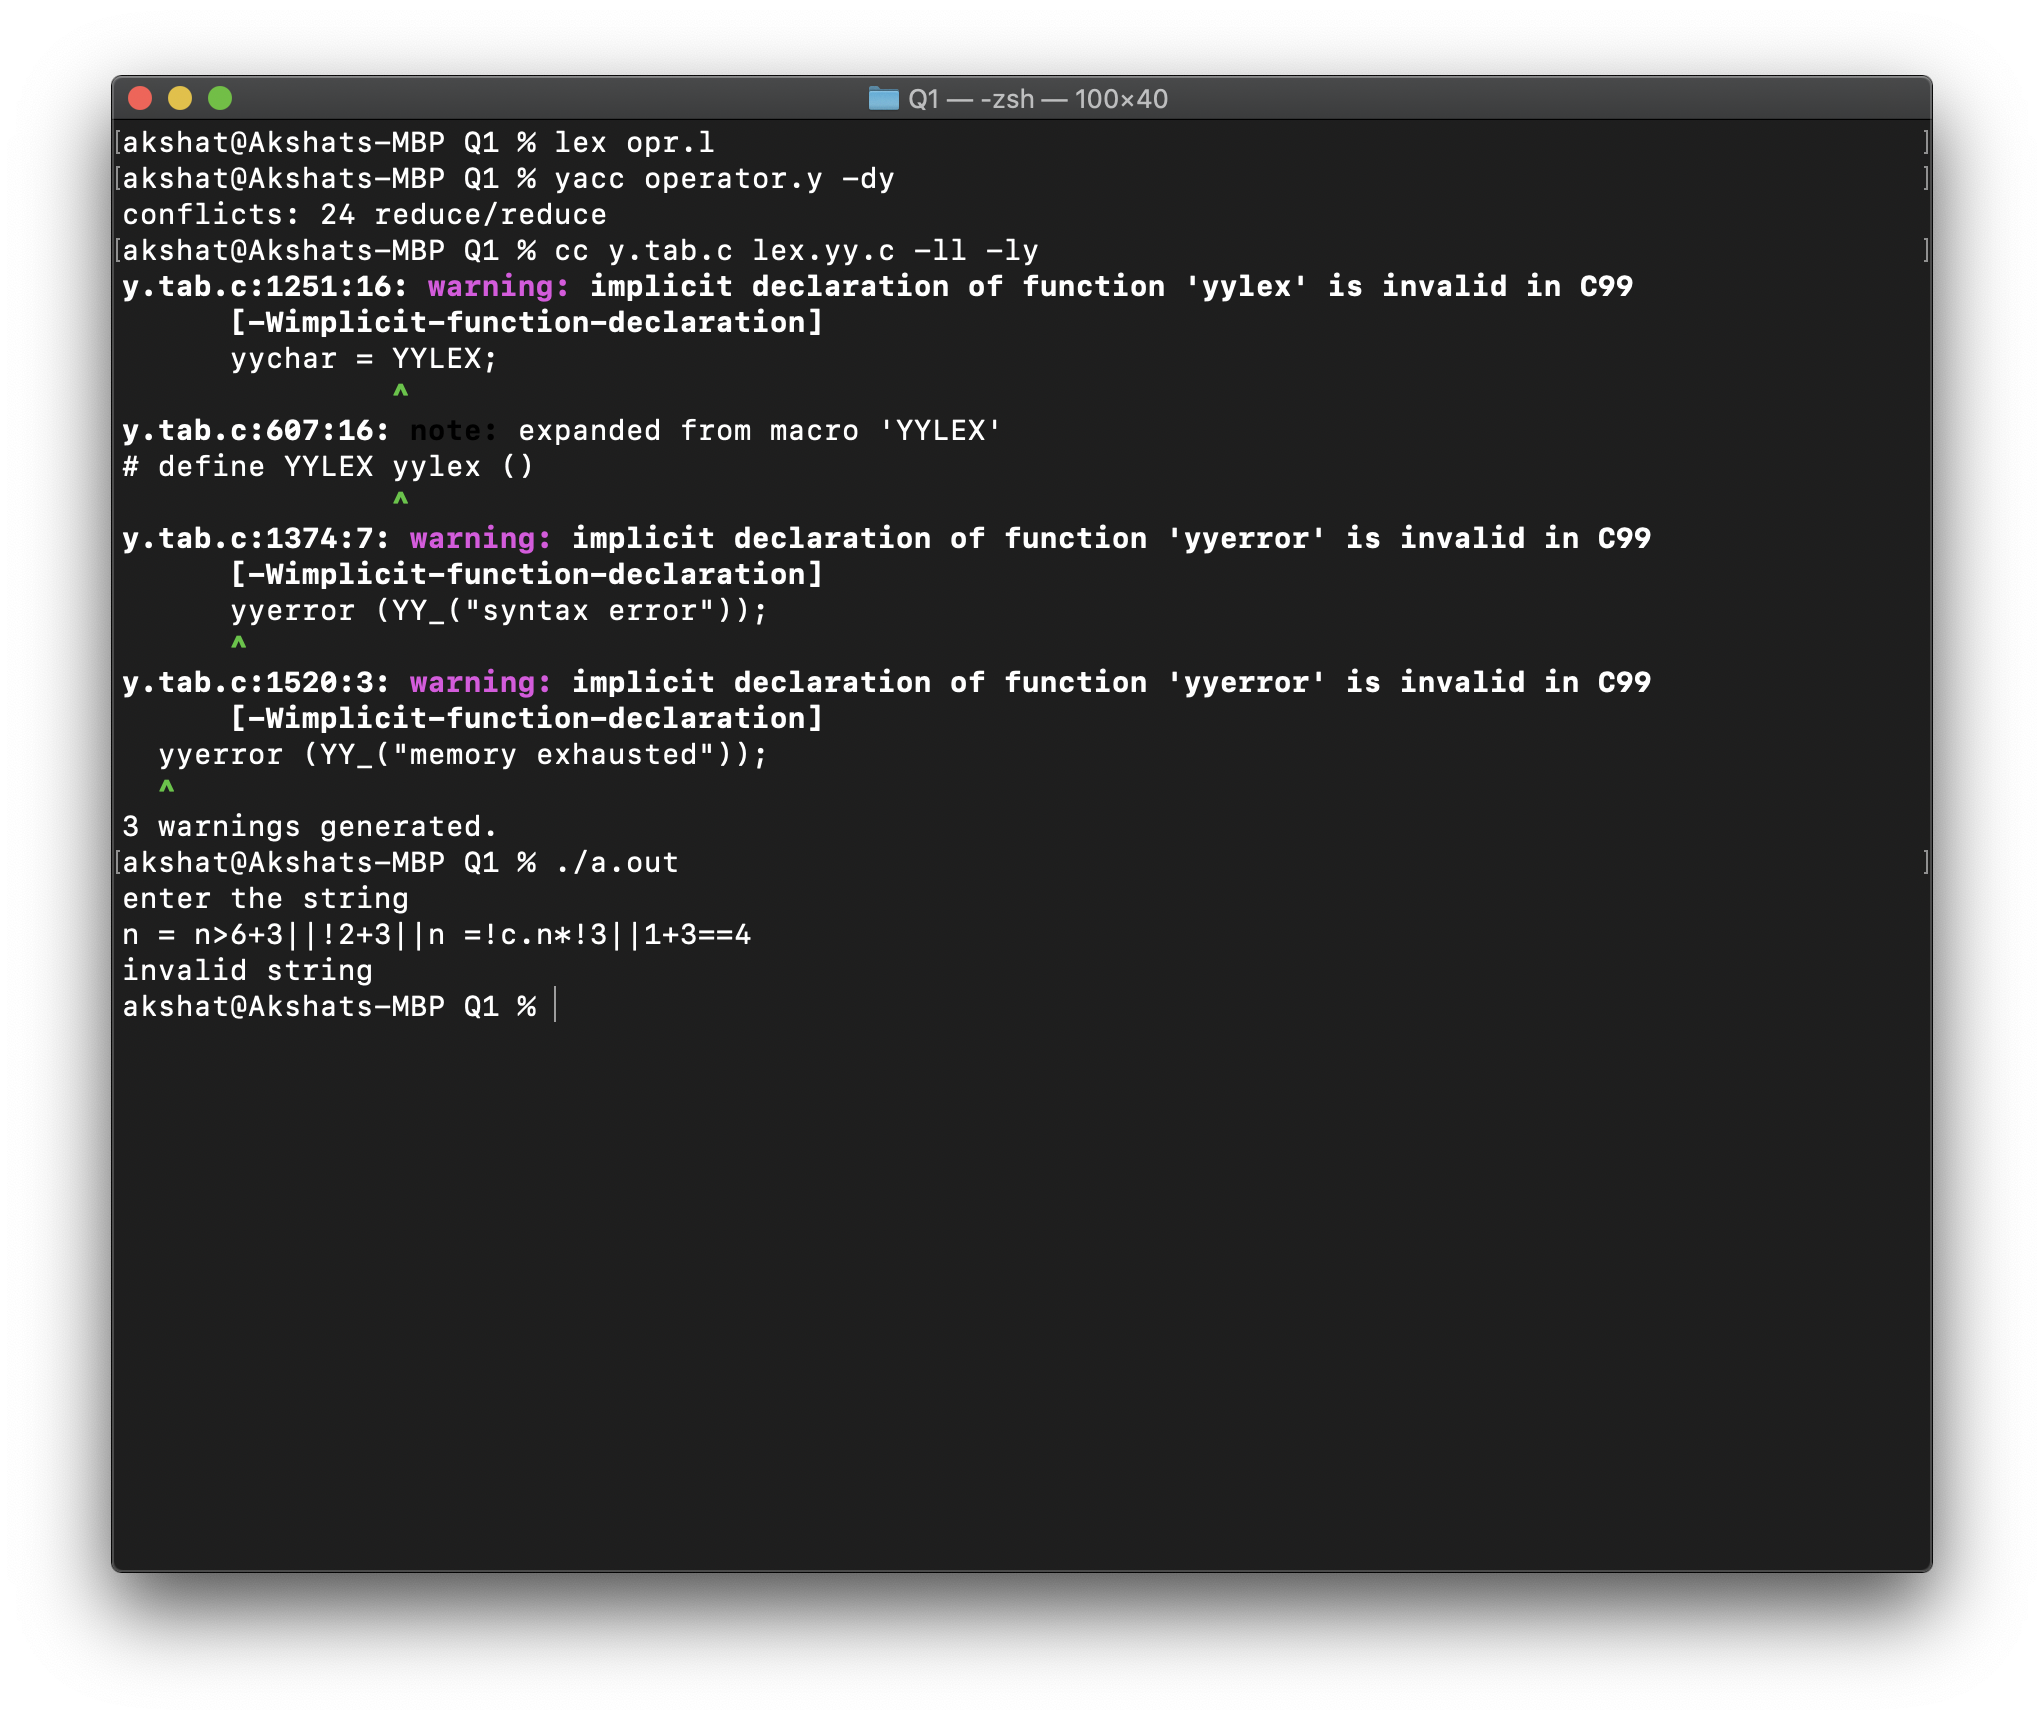 Q1 — -zsh — 100×40
[akshat@Akshats-MBP Q1 % lex opr.l ]
[akshat@Akshats-MBP Q1 % yacc operator.y -dy ]
conflicts: 24 reduce/reduce
[akshat@Akshats-MBP Q1 % cc y.tab.c lex.yy.c -ll -ly ]
y.tab.c:1251:16: warning: implicit declaration of function 'yylex' is invalid in C99
      [-Wimplicit-function-declaration]
      yychar = YYLEX;
               ^
y.tab.c:607:16: note: expanded from macro 'YYLEX'
# define YYLEX yylex ()
               ^
y.tab.c:1374:7: warning: implicit declaration of function 'yyerror' is invalid in C99
      [-Wimplicit-function-declaration]
      yyerror (YY_("syntax error"));
      ^
y.tab.c:1520:3: warning: implicit declaration of function 'yyerror' is invalid in C99
      [-Wimplicit-function-declaration]
  yyerror (YY_("memory exhausted"));
  ^
3 warnings generated.
[akshat@Akshats-MBP Q1 % ./a.out ]
enter the string
n = n>6+3||!2+3||n =!c.n*!3||1+3==4
invalid string
akshat@Akshats-MBP Q1 %